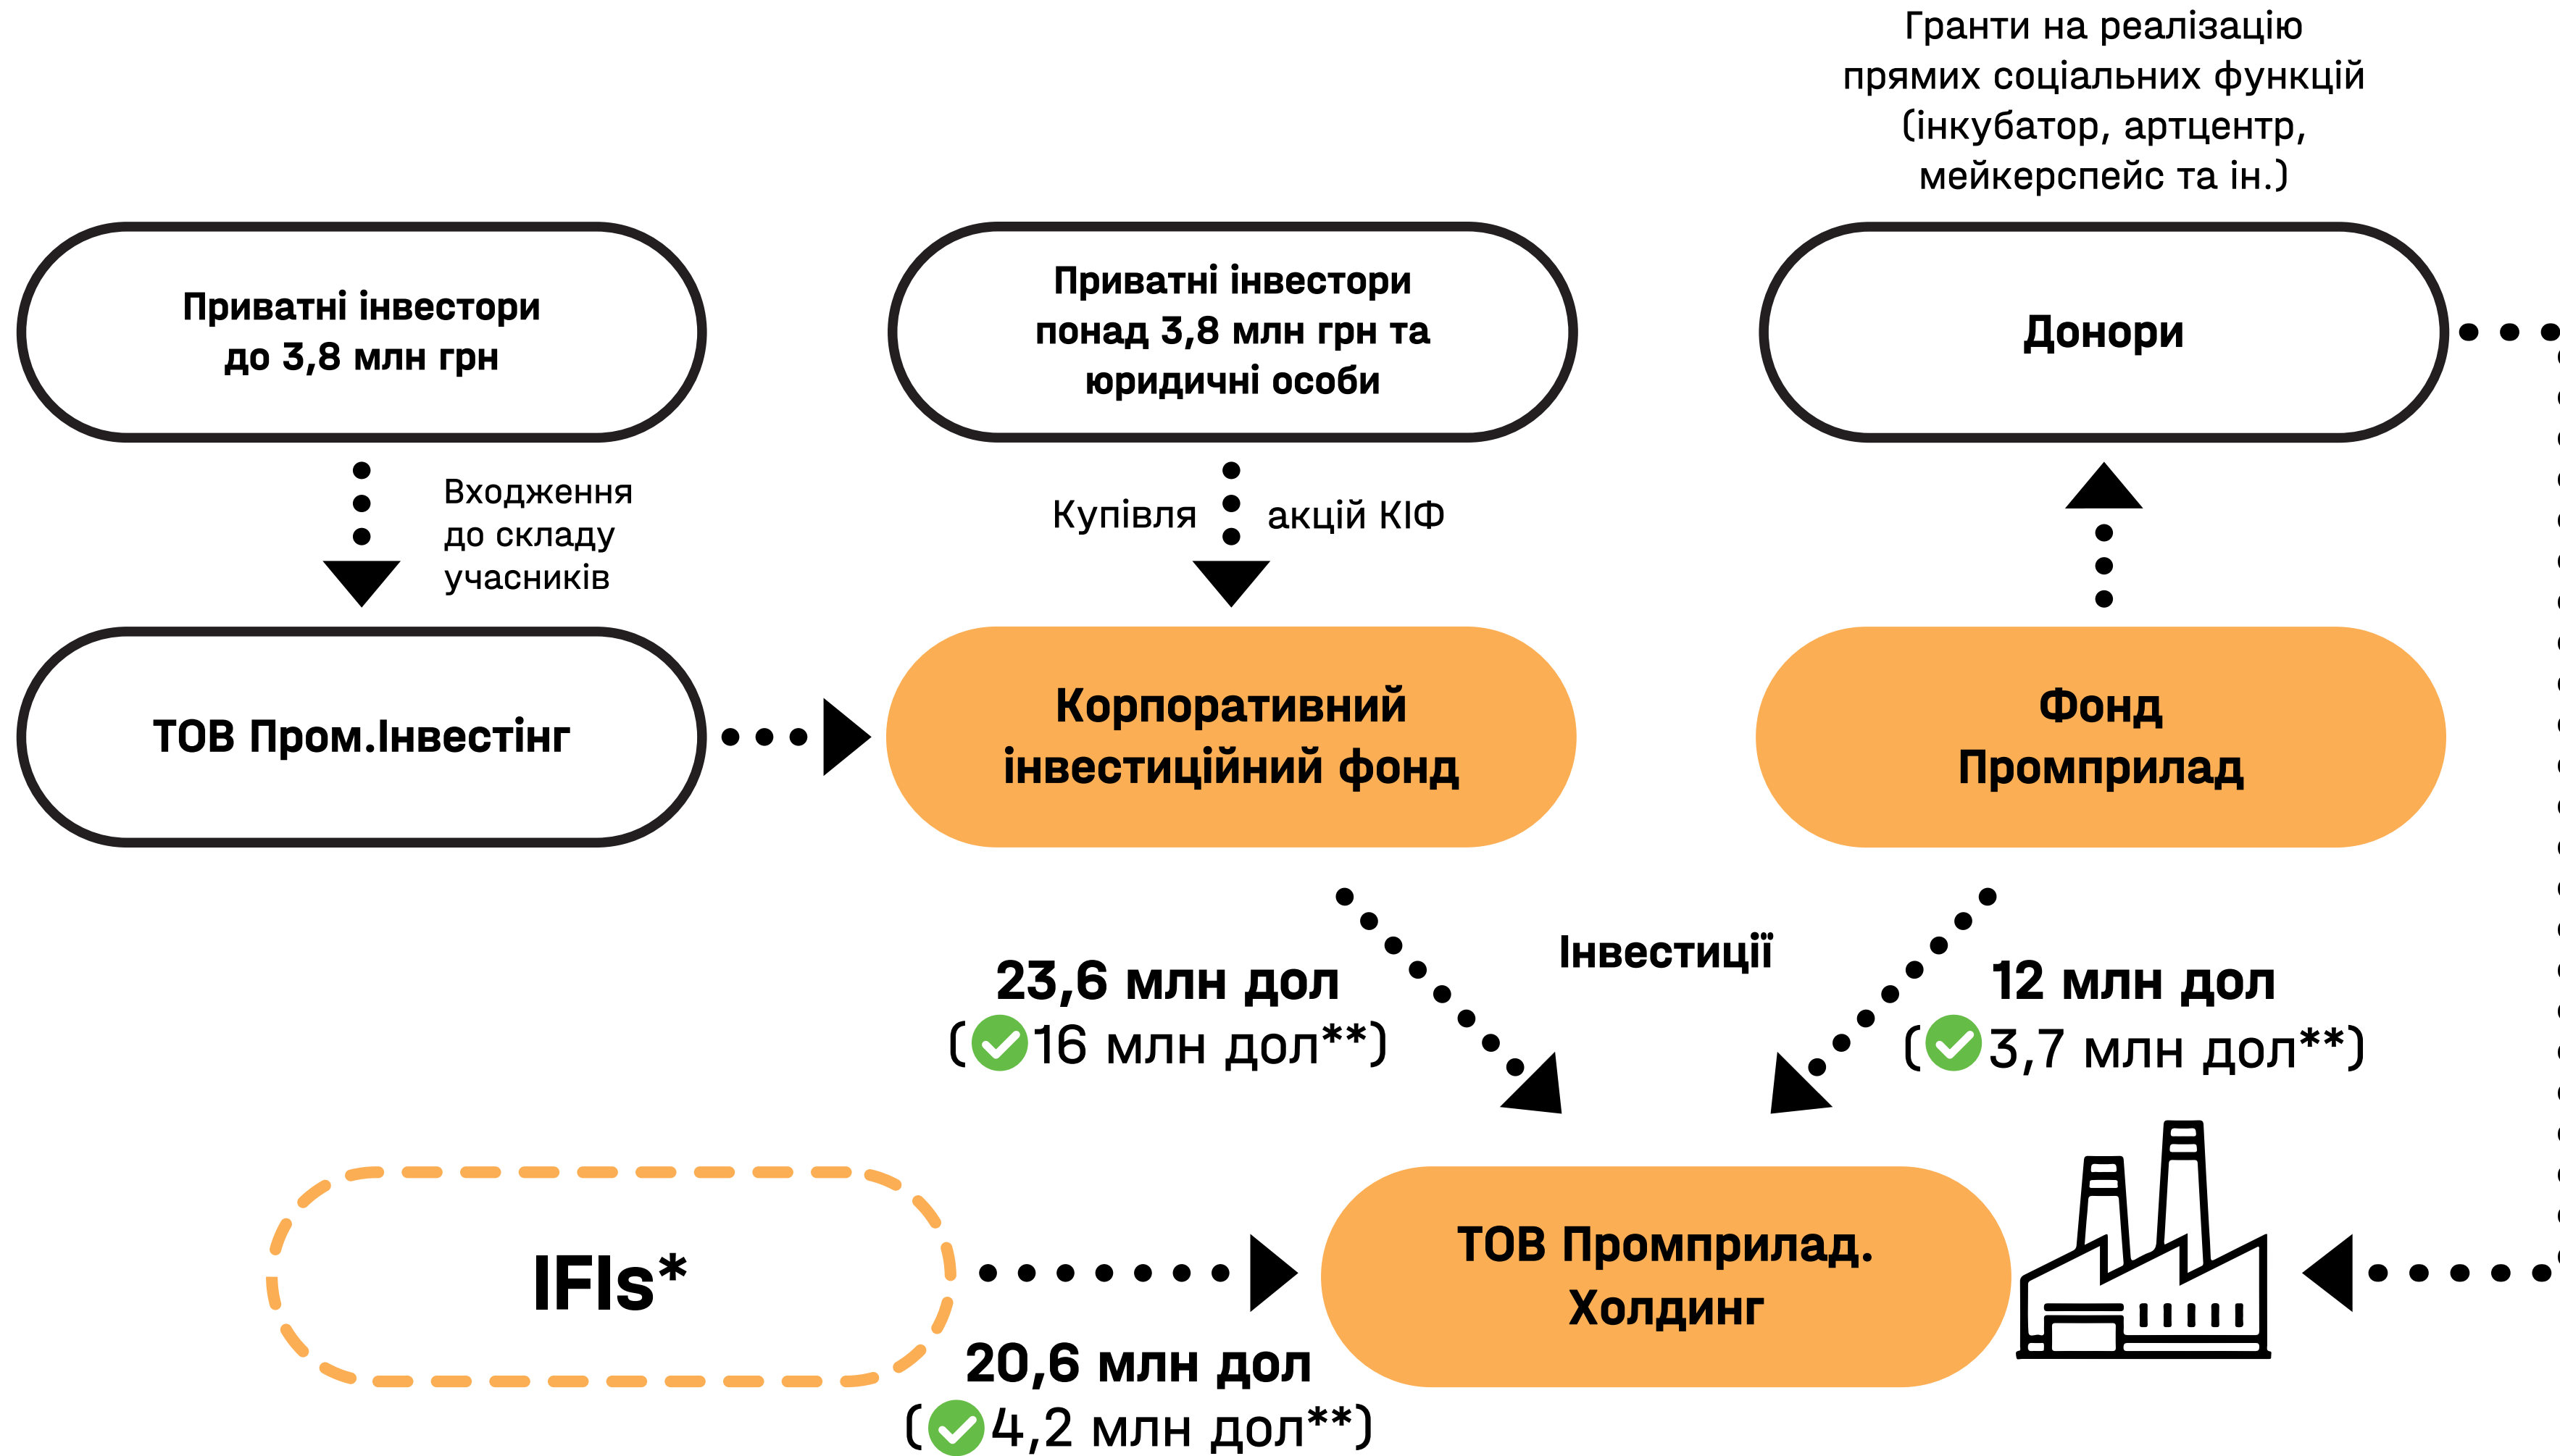 Гранти на реалізацію
прямих соціальних функцій
(інкубатор, артцентр,
мейкерспейс та ін.)
Приватні інвестори
до 3,8 млн грн
Приватні інвестори
понад 3,8 млн грн та
юридичні особи
Донори
Входження
до складу
учасників
Купівля акцій КІФ
ТОВ Пром.Інвестінг
Корпоративний
інвестиційний фонд
Фонд
Промприлад
Інвестиції
23,6 млн дол
(16 млн дол**)
12 млн дол
(3,7 млн дол**)
IFIs*
ТОВ Промприлад.
Холдинг
20,6 млн дол
(4,2 млн дол**)